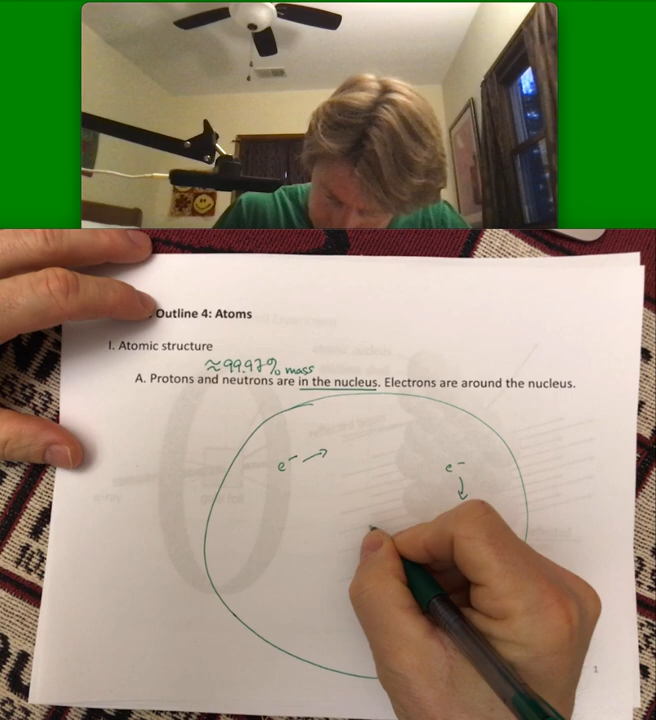 Outline 4: Atoms
I. Atomic structure
≈99.97% mass
A. Protons and neutrons are in the nucleus. Electrons are around the nucleus.
e⁻ →
e⁻
↓
1